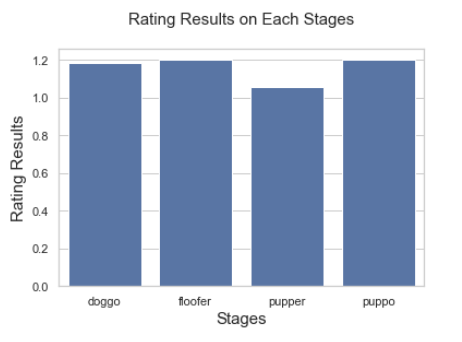 Rating Results on Each Stages
Rating Results
1.2
1.0
0.8
0.6
0.4
0.2
0.0
doggo floofer pupper puppo
Stages